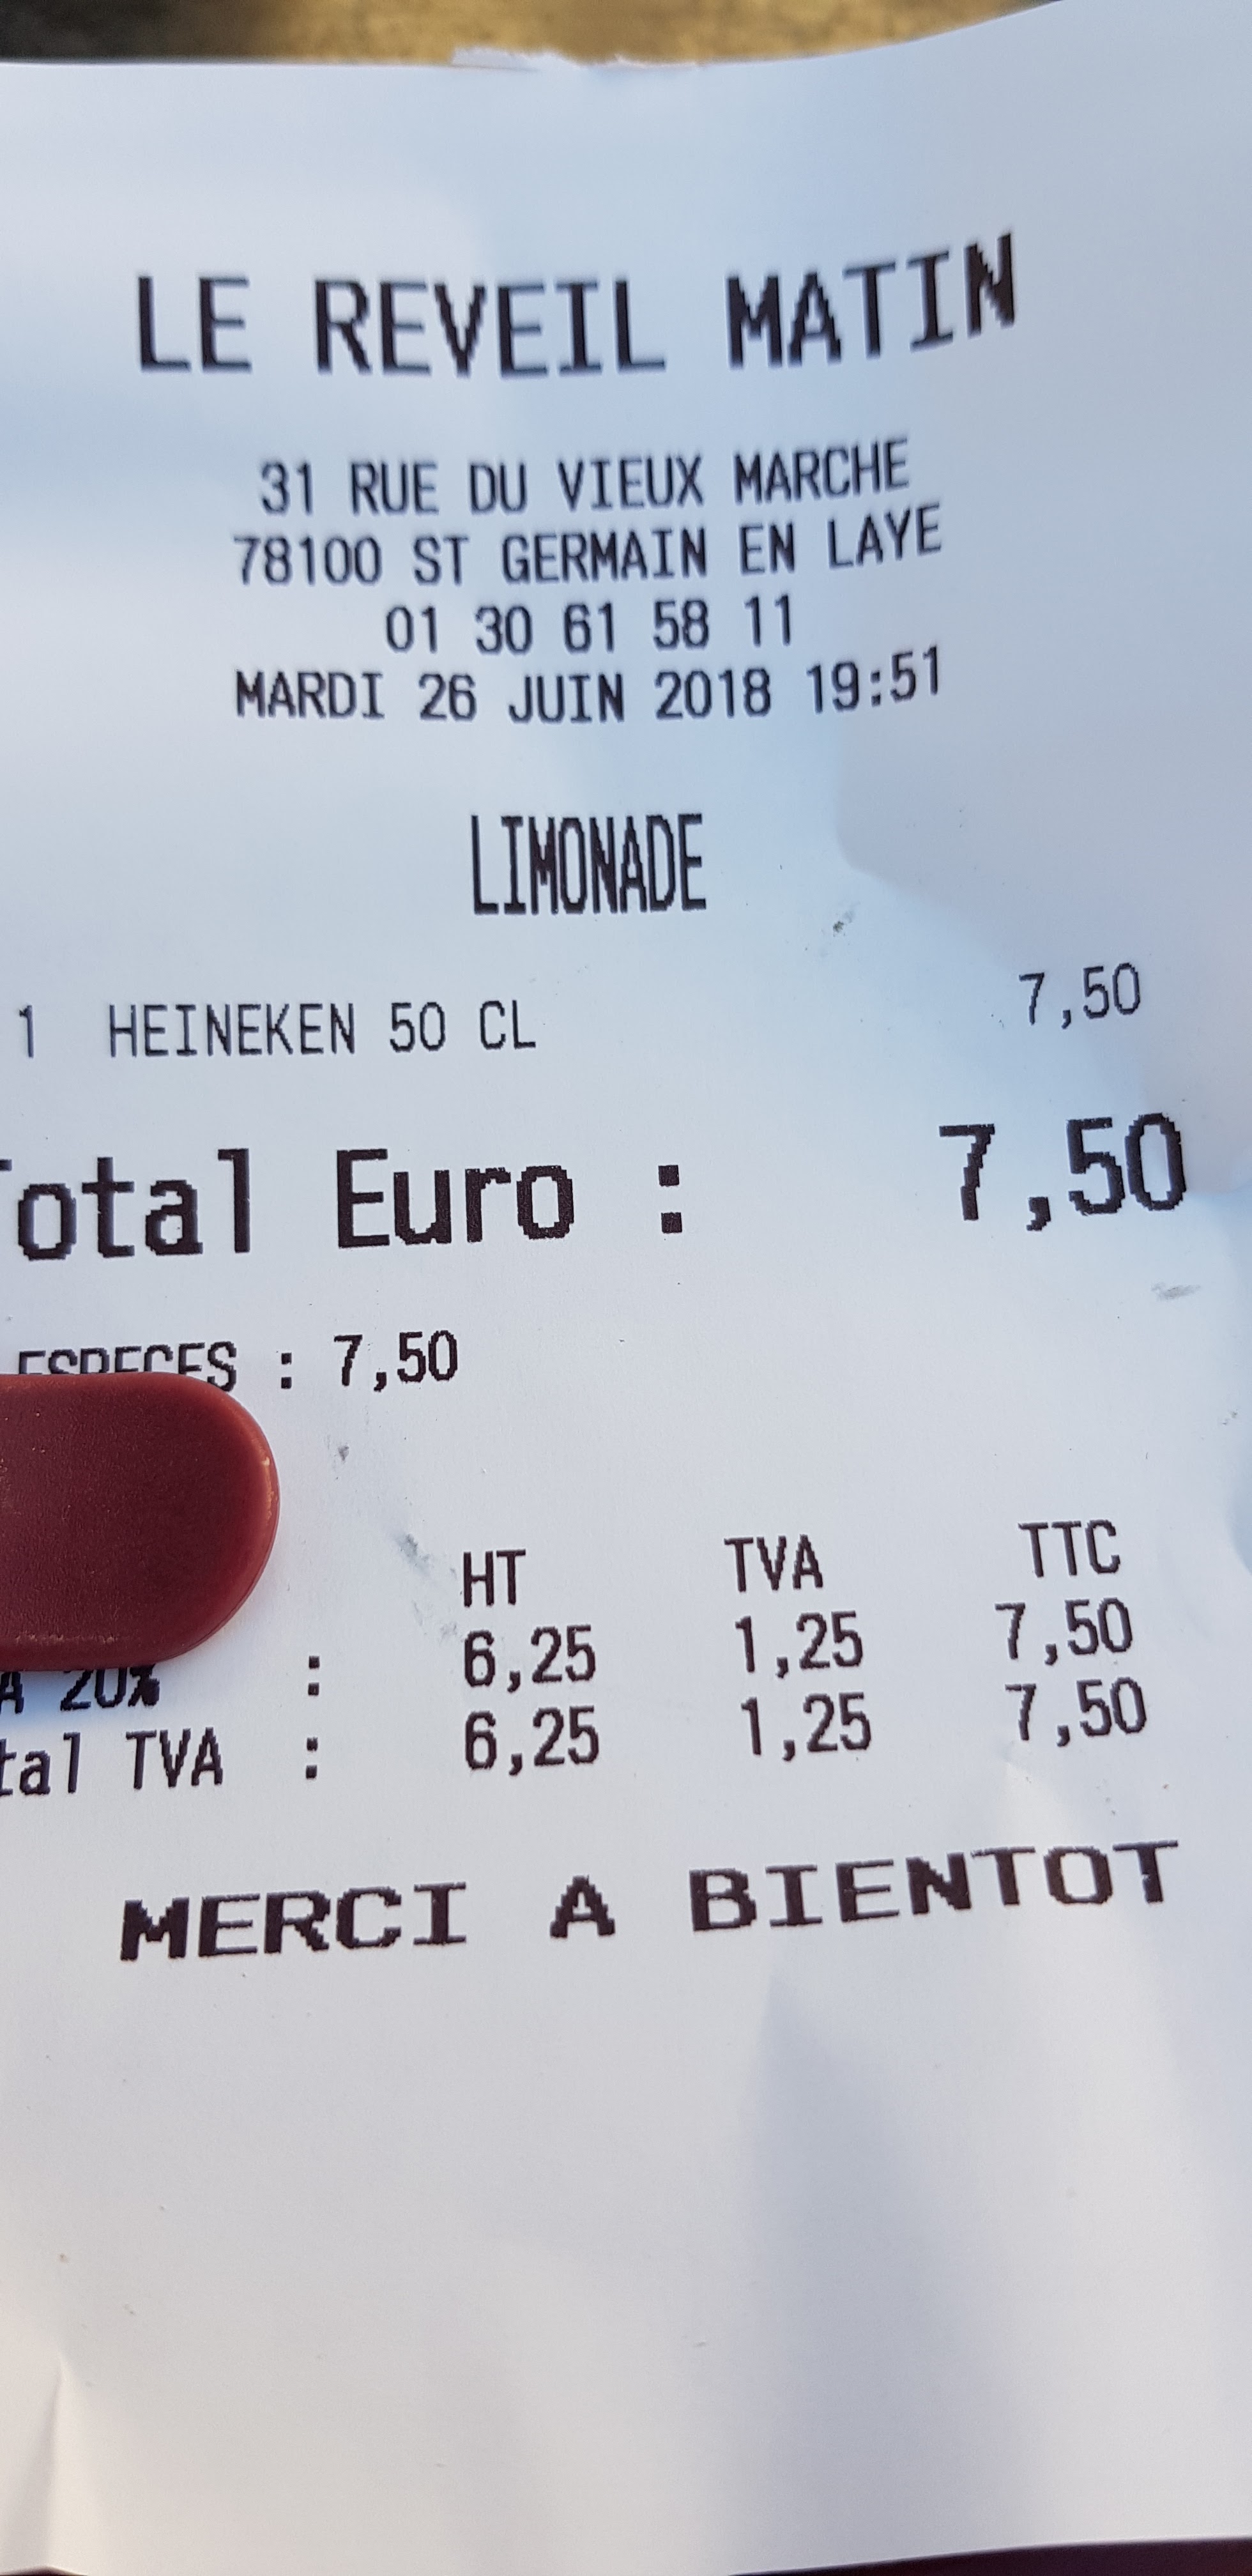 LE REVEIL MATIN
31 RUE DU VIEUX MARCHE
78100 ST GERMAIN EN LAYE
01 30 61 58 11
MARDI 26 JUIN 2018 19:51
LIMONADE
1 HEINEKEN 50 CL 7,50
Total Euro : 7,50
ESPECES : 7,50
HT TVA TTC
20% : 6,25 1,25 7,50
TVA : 6,25 1,25 7,50
MERCI A BIENTOT